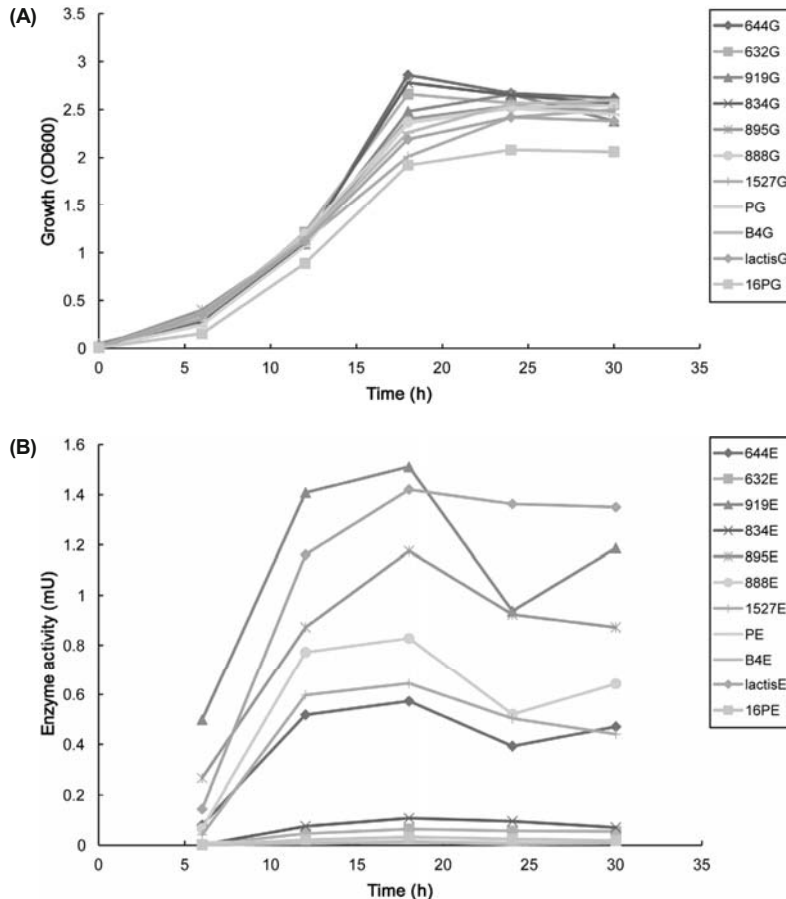 (A)
Growth (OD600)
3.5
3
2.5
2
1.5
1
0.5
0
0 5 10 15 20 25 30 35
Time (h)
644G
632G
919G
834G
895G
888G
1527G
PG
B4G
lactisG
16PG
(B)
Enzyme activity (mU)
1.6
1.4
1.2
1
0.8
0.6
0.4
0.2
0
0 5 10 15 20 25 30 35
Time (h)
644E
632E
919E
834E
895E
888E
1527E
PE
B4E
lactisE
16PE